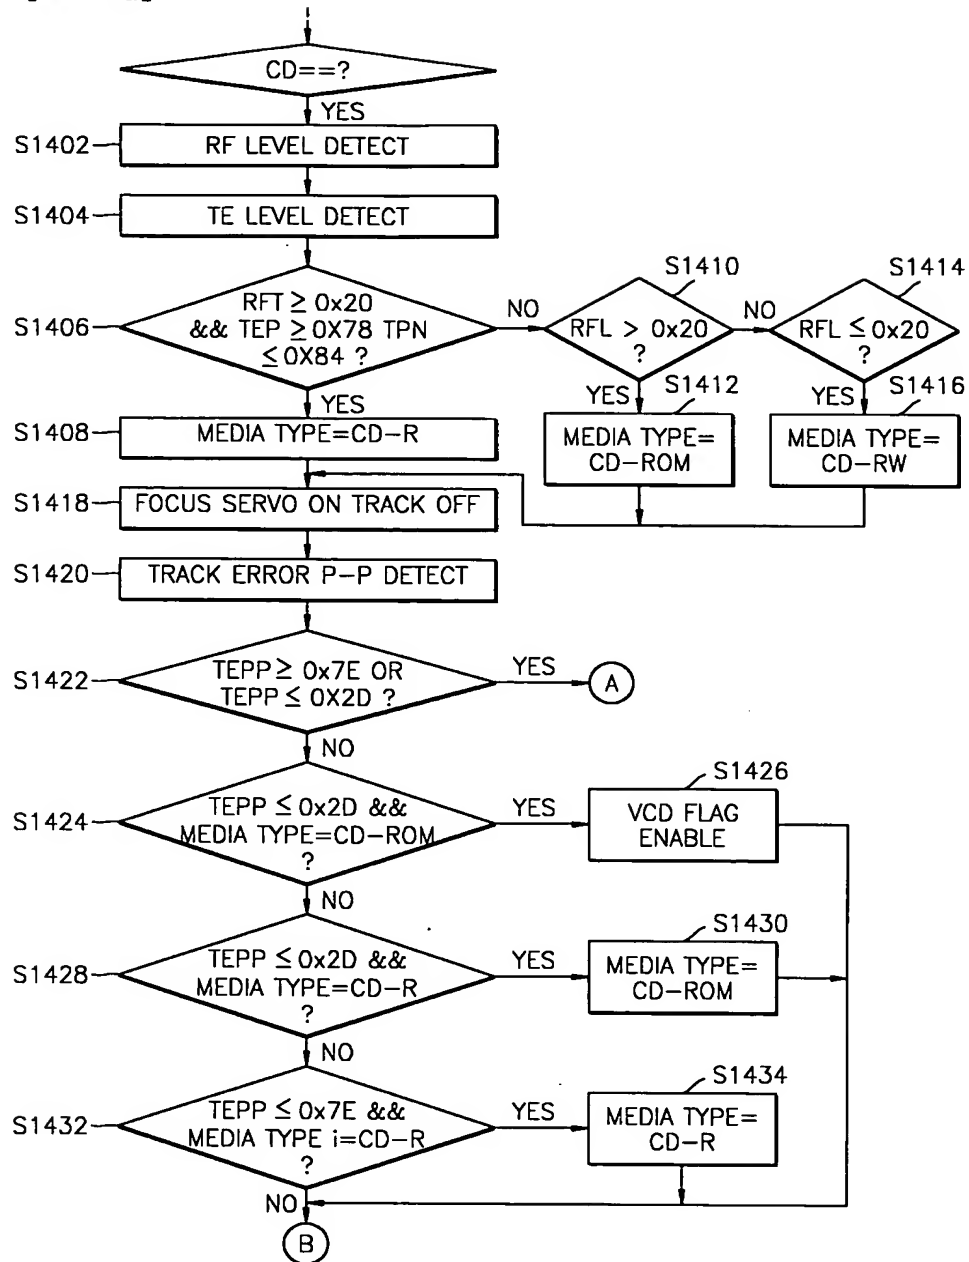 CD==?
YES
S1402
RF LEVEL DETECT
S1404
TE LEVEL DETECT
S1406
RFT ≥ 0x20
&& TEP ≥ 0X78 TPN
≤ 0X84 ?
NO
S1410
RFL > 0x20
?
NO
S1414
RFL ≤ 0x20
?
YES
S1408
MEDIA TYPE=CD-R
YES
S1412
MEDIA TYPE=
CD-ROM
YES
S1416
MEDIA TYPE=
CD-RW
S1418
FOCUS SERVO ON TRACK OFF
S1420
TRACK ERROR P-P DETECT
S1422
TEPP ≥ 0x7E OR
TEPP ≤ 0X2D ?
YES
A
NO
S1424
TEPP ≤ 0x2D &&
MEDIA TYPE=CD-ROM
?
YES
S1426
VCD FLAG
ENABLE
NO
S1428
TEPP ≤ 0x2D &&
MEDIA TYPE=CD-R
?
YES
S1430
MEDIA TYPE=
CD-ROM
NO
S1432
TEPP ≤ 0x7E &&
MEDIA TYPE i=CD-R
?
YES
S1434
MEDIA TYPE=
CD-R
NO
B